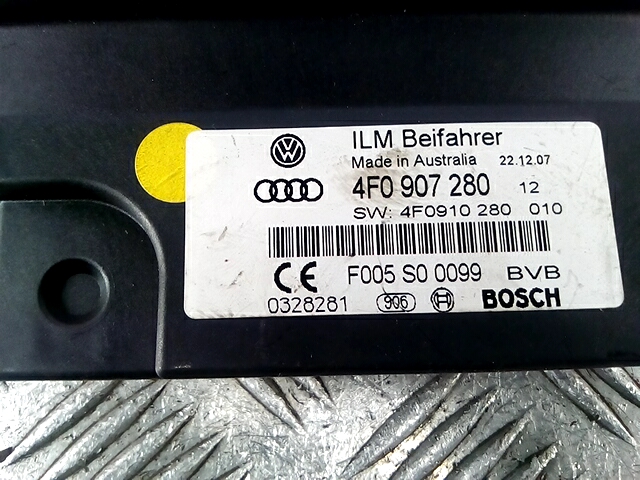 ILM Beifahrer
Made in Australia 22.12.07
4F0 907 280 12
SW: 4F0910 280 010
CE F005 S0 0099 BVB
0328281 906 BOSCH